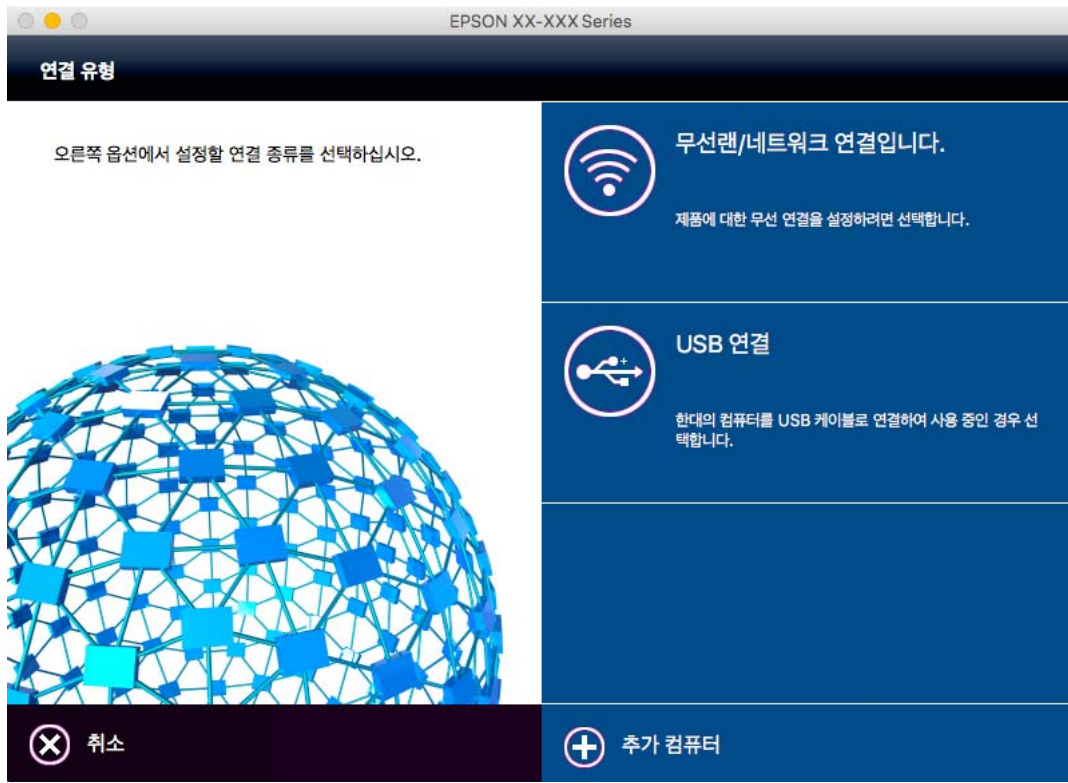 EPSON XX-XXX Series
연결 유형
오른쪽 옵션에서 설정할 연결 종류를 선택하십시오.
무선랜/네트워크 연결입니다.
제품에 대한 무선 연결을 설정하려면 선택합니다.
USB 연결
한대의 컴퓨터를 USB 케이블로 연결하여 사용 중인 경우 선
택합니다.
취소
추가 컴퓨터